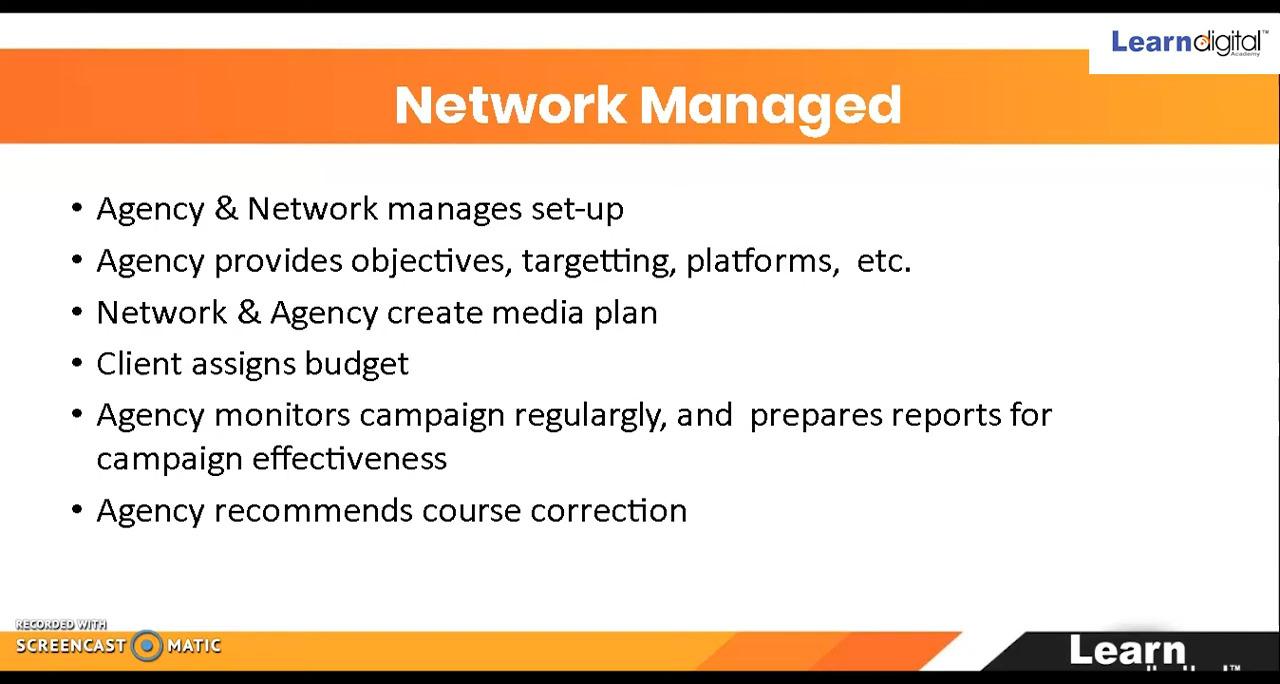 Learndigital™
Academy
Network Managed
• Agency & Network manages set-up
• Agency provides objectives, targetting, platforms, etc.
• Network & Agency create media plan
• Client assigns budget
• Agency monitors campaign regulargly, and prepares reports for
campaign effectiveness
• Agency recommends course correction
RECORDED WITH
SCREENCAST MATIC
Learn